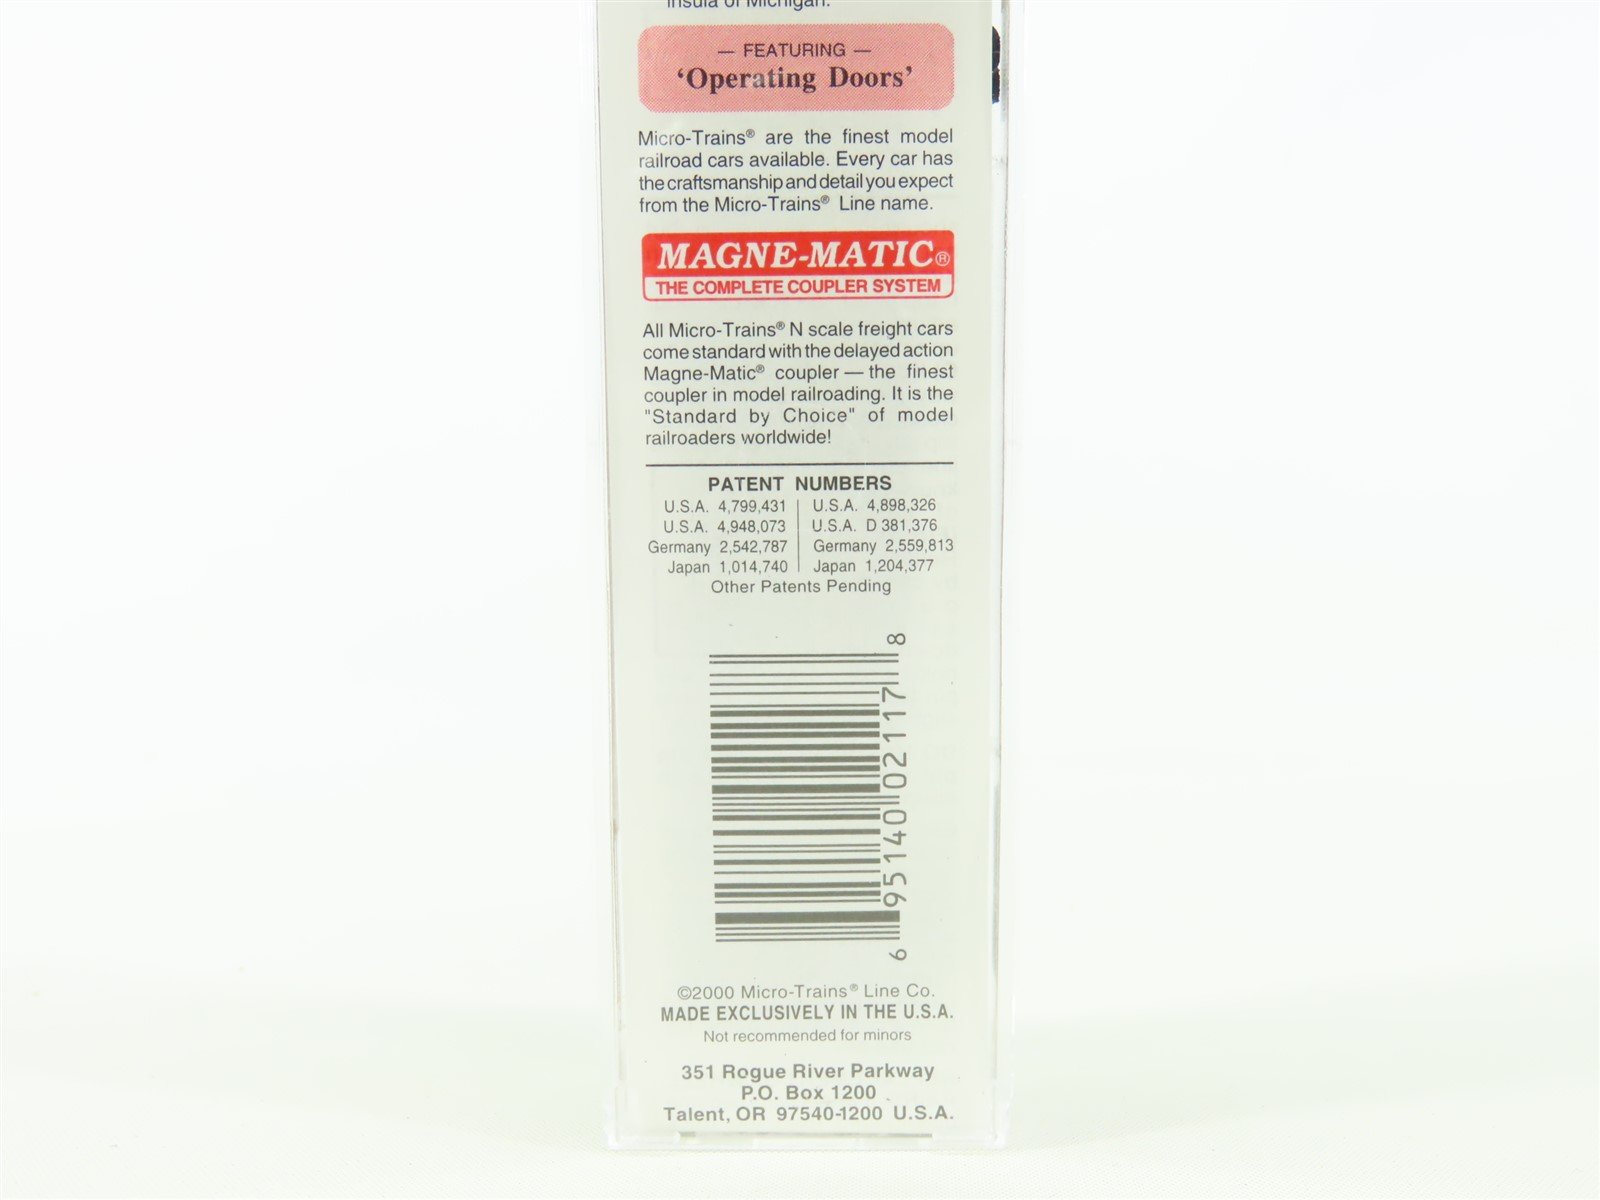 insula of Michigan.
— FEATURING —
‘Operating Doors’
Micro-Trains® are the finest model
railroad cars available. Every car has
the craftsmanship and detail you expect
from the Micro-Trains® Line name.
MAGNE-MATIC®
THE COMPLETE COUPLER SYSTEM
All Micro-Trains® N scale freight cars
come standard with the delayed action
Magne-Matic® coupler — the finest
coupler in model railroading. It is the
"Standard by Choice" of model
railroaders worldwide!
PATENT NUMBERS
U.S.A. 4,799,431 | U.S.A. 4,898,326
U.S.A. 4,948,073 | U.S.A. D 381,376
Germany 2,542,787 | Germany 2,559,813
Japan 1,014,740 | Japan 1,204,377
Other Patents Pending
6 95140 02117 8
©2000 Micro-Trains® Line Co.
MADE EXCLUSIVELY IN THE U.S.A.
Not recommended for minors
351 Rogue River Parkway
P.O. Box 1200
Talent, OR 97540-1200 U.S.A.